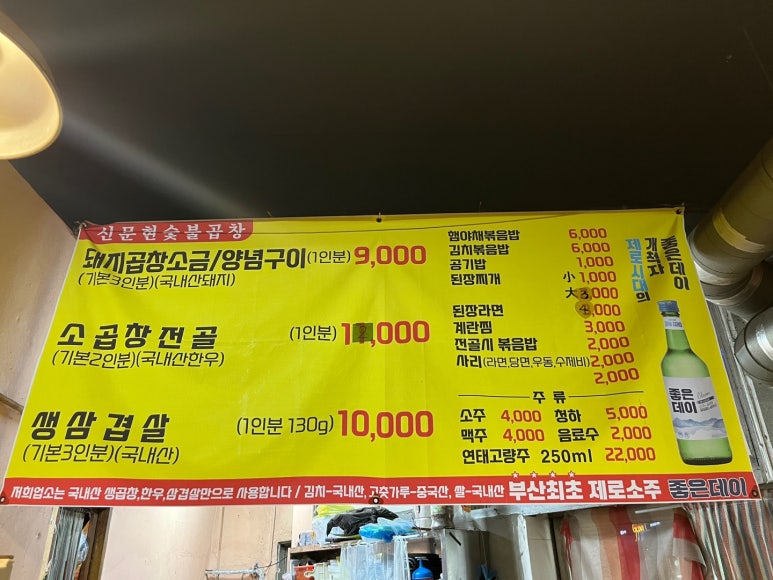 신문현숯불곱창
돼지곱창소금/양념구이(1인분) 9,000
(기본3인분)(국내산돼지)
소곱창전골 (1인분) 1,000
(기본2인분)(국내산한우)
생삼겹살 (1인분 130g) 10,000
(기본3인분)(국내산)
햄야채볶음밥 6,000
김치볶음밥 6,000
공기밥 1,000
된장찌개 小 1,000
大 3,000
된장라면 4,000
계란찜 3,000
전골시 볶음밥 2,000
사리(라면,당면,우동,수제비) 2,000
2,000
주 류
소주 4,000 청하 5,000
맥주 4,000 음료수 2,000
연태고량주 250ml 22,000
제로시대의
개척자
좋은데이
좋은
데이
저희업소는 국내산 생곱창,한우,삼겹살만으로 사용합니다 / 김치-국내산, 고춧가루-중국산, 쌀-국내산 부산최초 제로소주 좋은데이